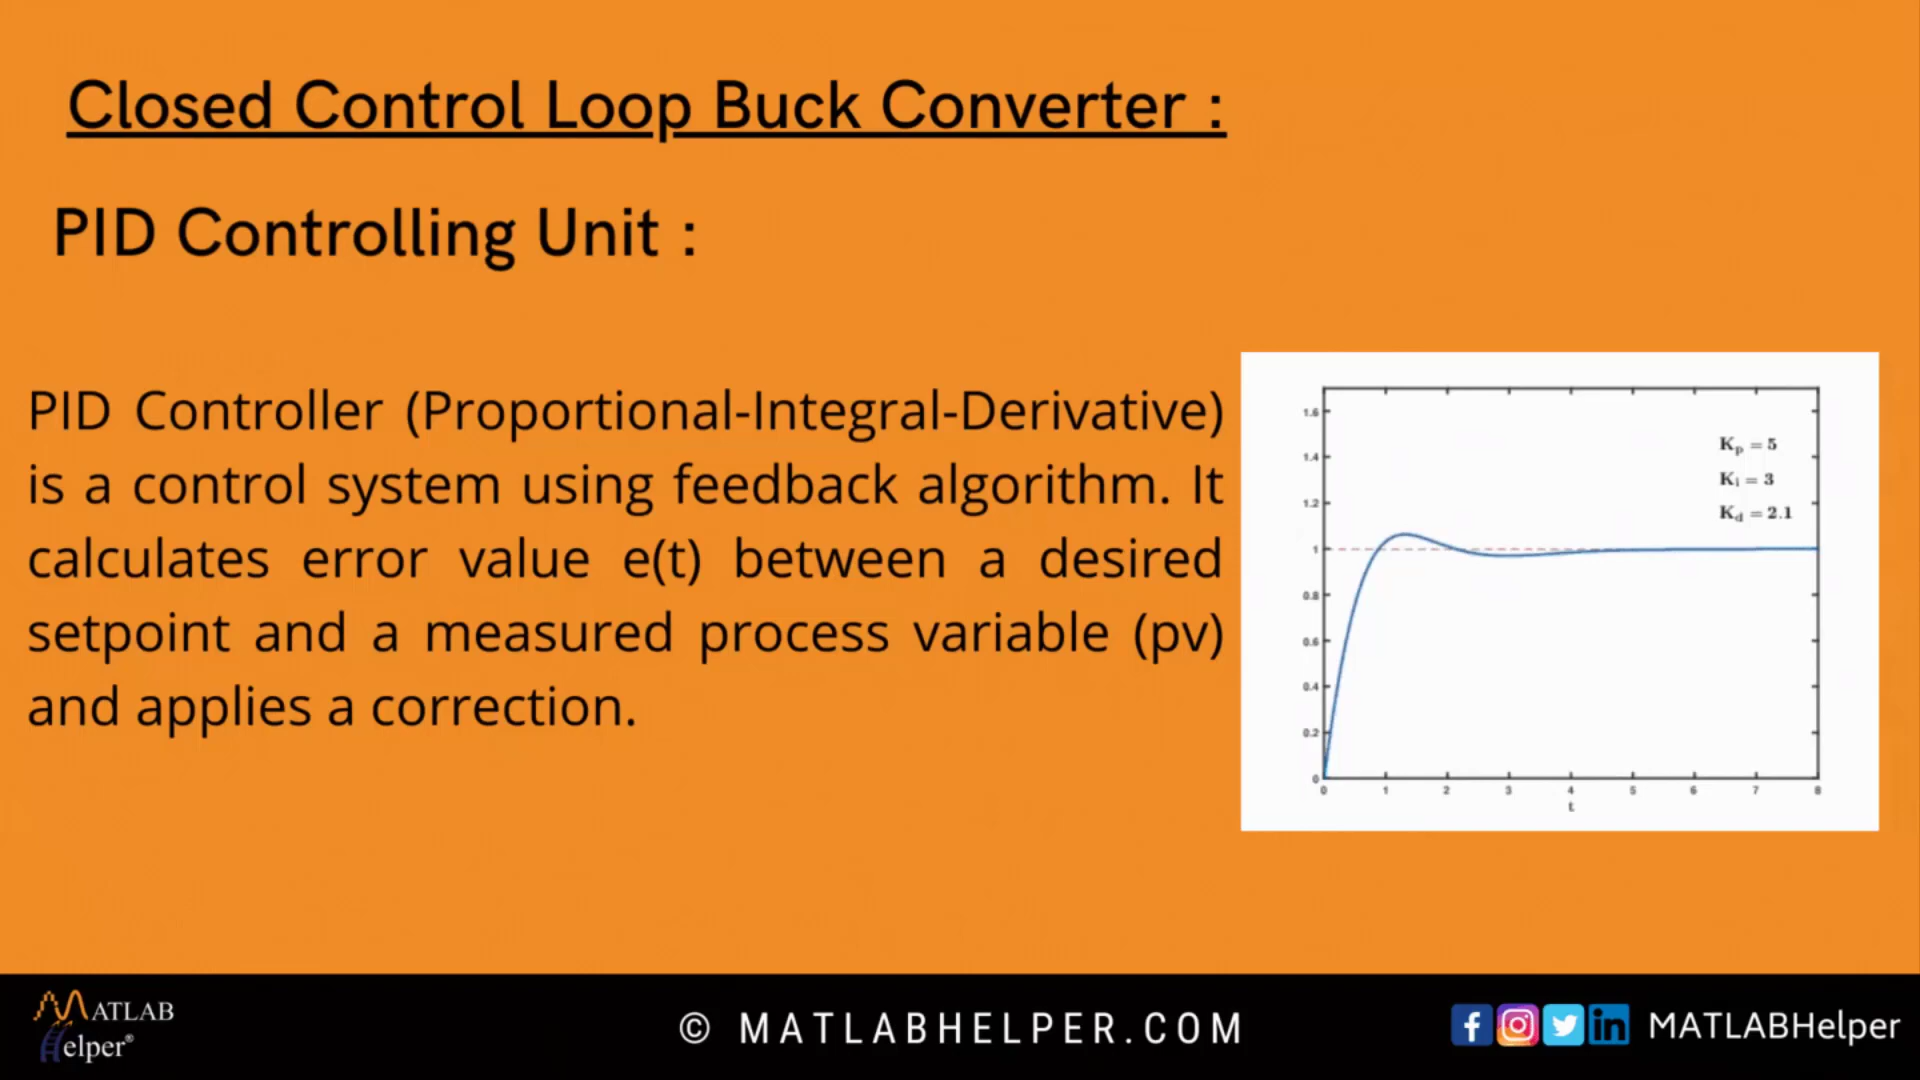 Closed Control Loop Buck Converter :
PID Controlling Unit :
PID Controller (Proportional-Integral-Derivative)
is a control system using feedback algorithm. It
calculates error value e(t) between a desired
setpoint and a measured process variable (pv)
and applies a correction.
1.6
1.4
1.2
1
0.8
0.6
0.4
0.2
0
Kp = 5
Ki = 3
Kd = 2.1
0 1 2 3 4 5 6 7 8
t
MATLAB
Helper®
© MATLABHELPER.COM
f in MATLABHelper